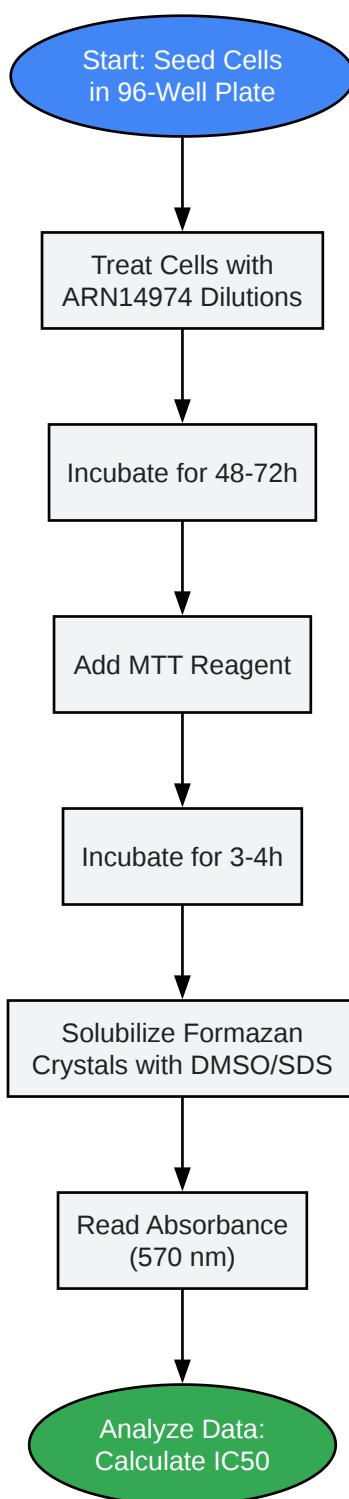 Start: Seed Cells
in 96-Well Plate
Treat Cells with
ARN14974 Dilutions
Incubate for 48-72h
Add MTT Reagent
Incubate for 3-4h
Solubilize Formazan
Crystals with DMSO/SDS
Read Absorbance
(570 nm)
Analyze Data:
Calculate IC50